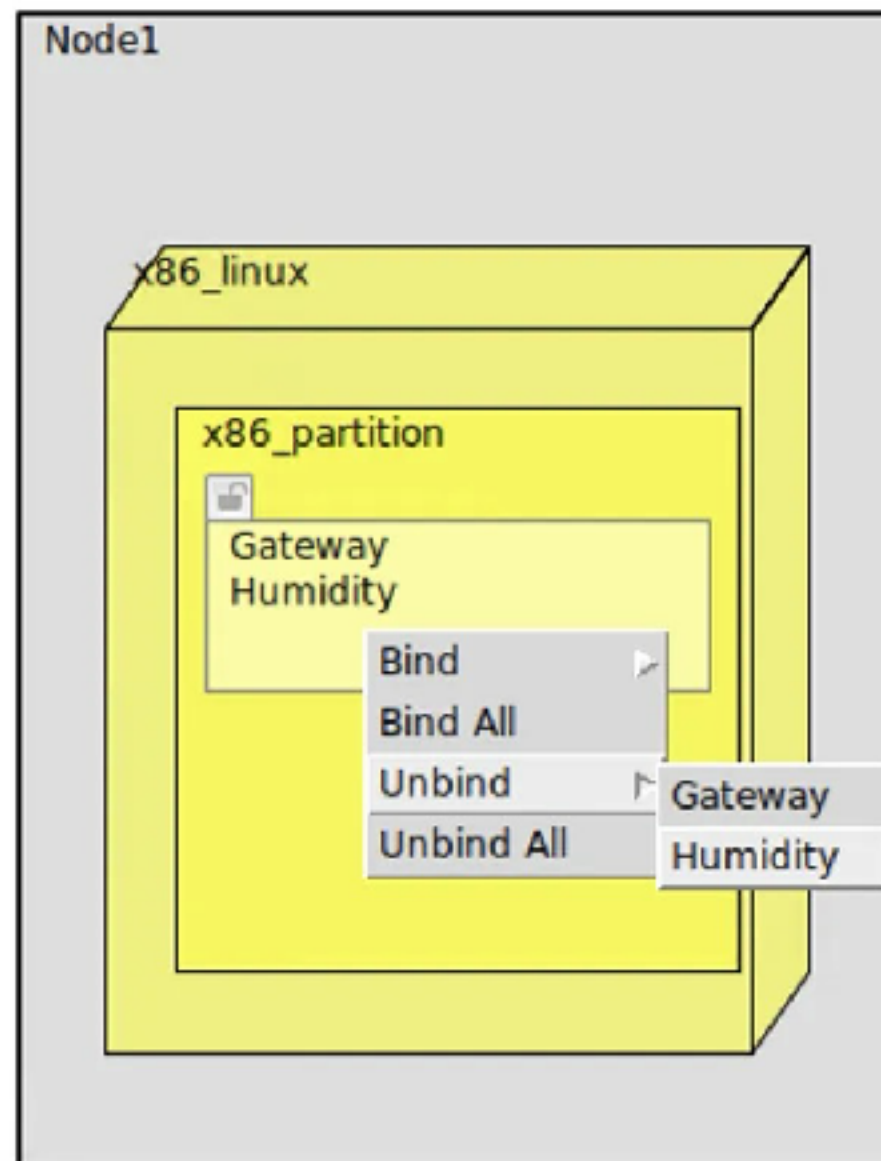 Node1
x86_linux
x86_partition
Gateway
Humidity
Bind
Bind All
Unbind
Unbind All
Gateway
Humidity